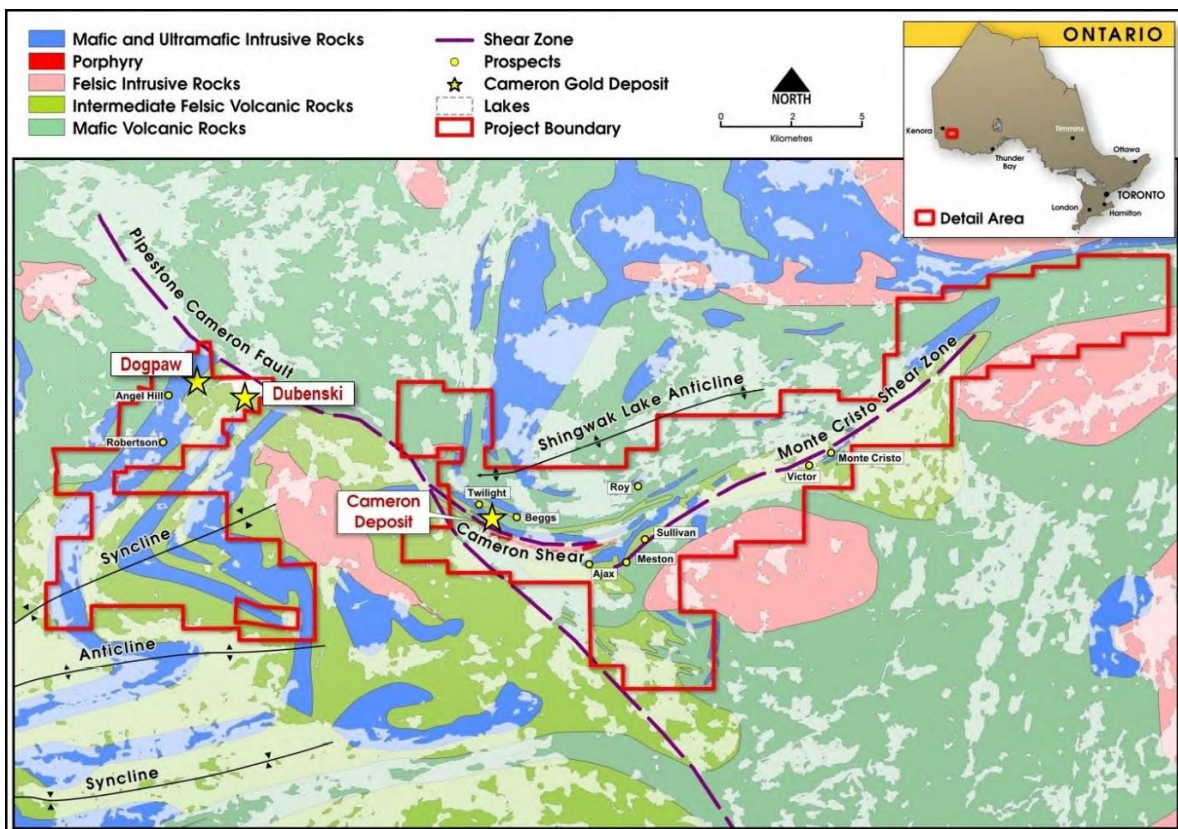 Mafic and Ultramafic Intrusive Rocks
Porphyry
Felsic Intrusive Rocks
Intermediate Felsic Volcanic Rocks
Mafic Volcanic Rocks
Shear Zone
Prospects
Cameron Gold Deposit
Lakes
Project Boundary
NORTH
0 2 5
Kilometres
ONTARIO
Kenora
Timmins
Thunder
Bay
Ottawa
TORONTO
London
Hamilton
Detail Area
Pipestone Cameron Fault
Dogpaw
Angel Hill
Dubenski
Robertson
Shingwak Lake Anticline
Monte Cristo Shear Zone
Monte Cristo
Victor
Roy
Twilight
Cameron
Deposit
Beggs
Cameron Shear
Sullivan
Meston
Ajax
Syncline
Anticline
Syncline